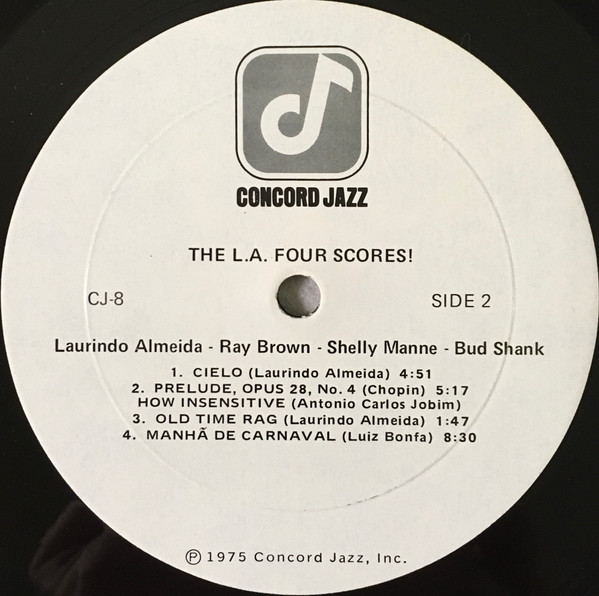 CONCORD JAZZ
THE L.A. FOUR SCORES!
CJ-8 SIDE 2
Laurindo Almeida - Ray Brown - Shelly Manne - Bud Shank
1. CIELO (Laurindo Almeida) 4:51
2. PRELUDE, OPUS 28, No. 4 (Chopin) 5:17
HOW INSENSITIVE (Antonio Carlos Jobim)
3. OLD TIME RAG (Laurindo Almeida) 1:47
4. MANHÃ DE CARNAVAL (Luiz Bonfa) 8:30
℗ 1975 Concord Jazz, Inc.